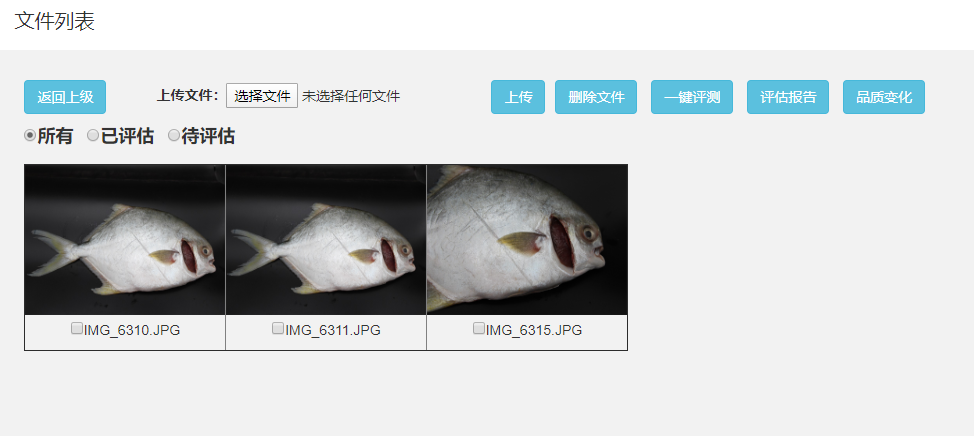 文件列表
返回上级 上传文件: 选择文件 未选择任何文件 上传 删除文件 一键评测 评估报告 品质变化
所有 已评估 待评估
IMG_6310.JPG IMG_6311.JPG IMG_6315.JPG